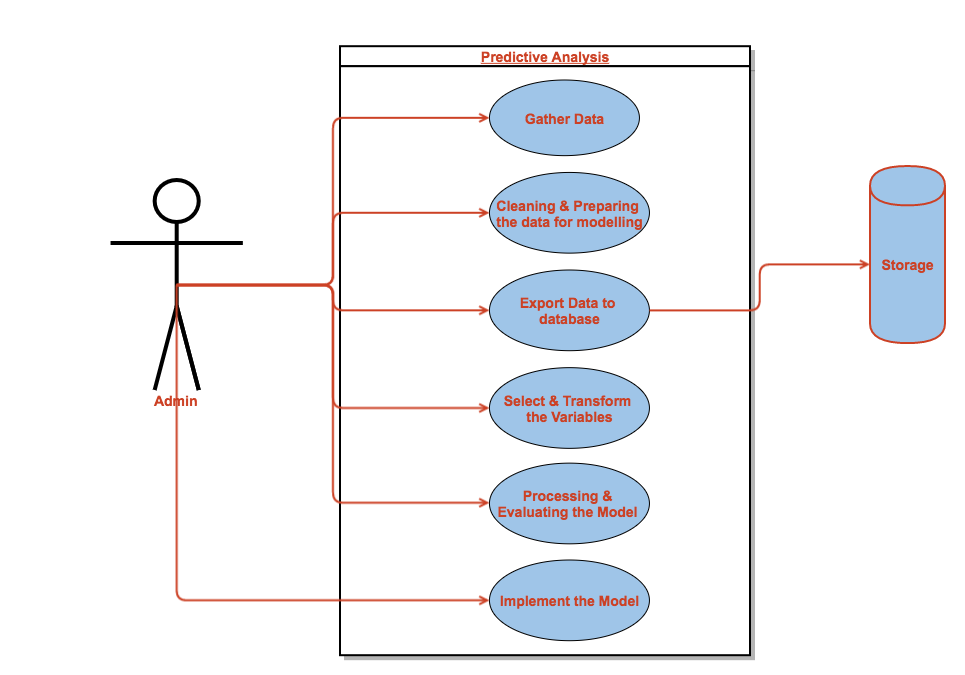 Predictive Analysis
Gather Data
Cleaning & Preparing
the data for modelling
Export Data to
database
Storage
Select & Transform
the Variables
Admin
Processing &
Evaluating the Model
Implement the Model